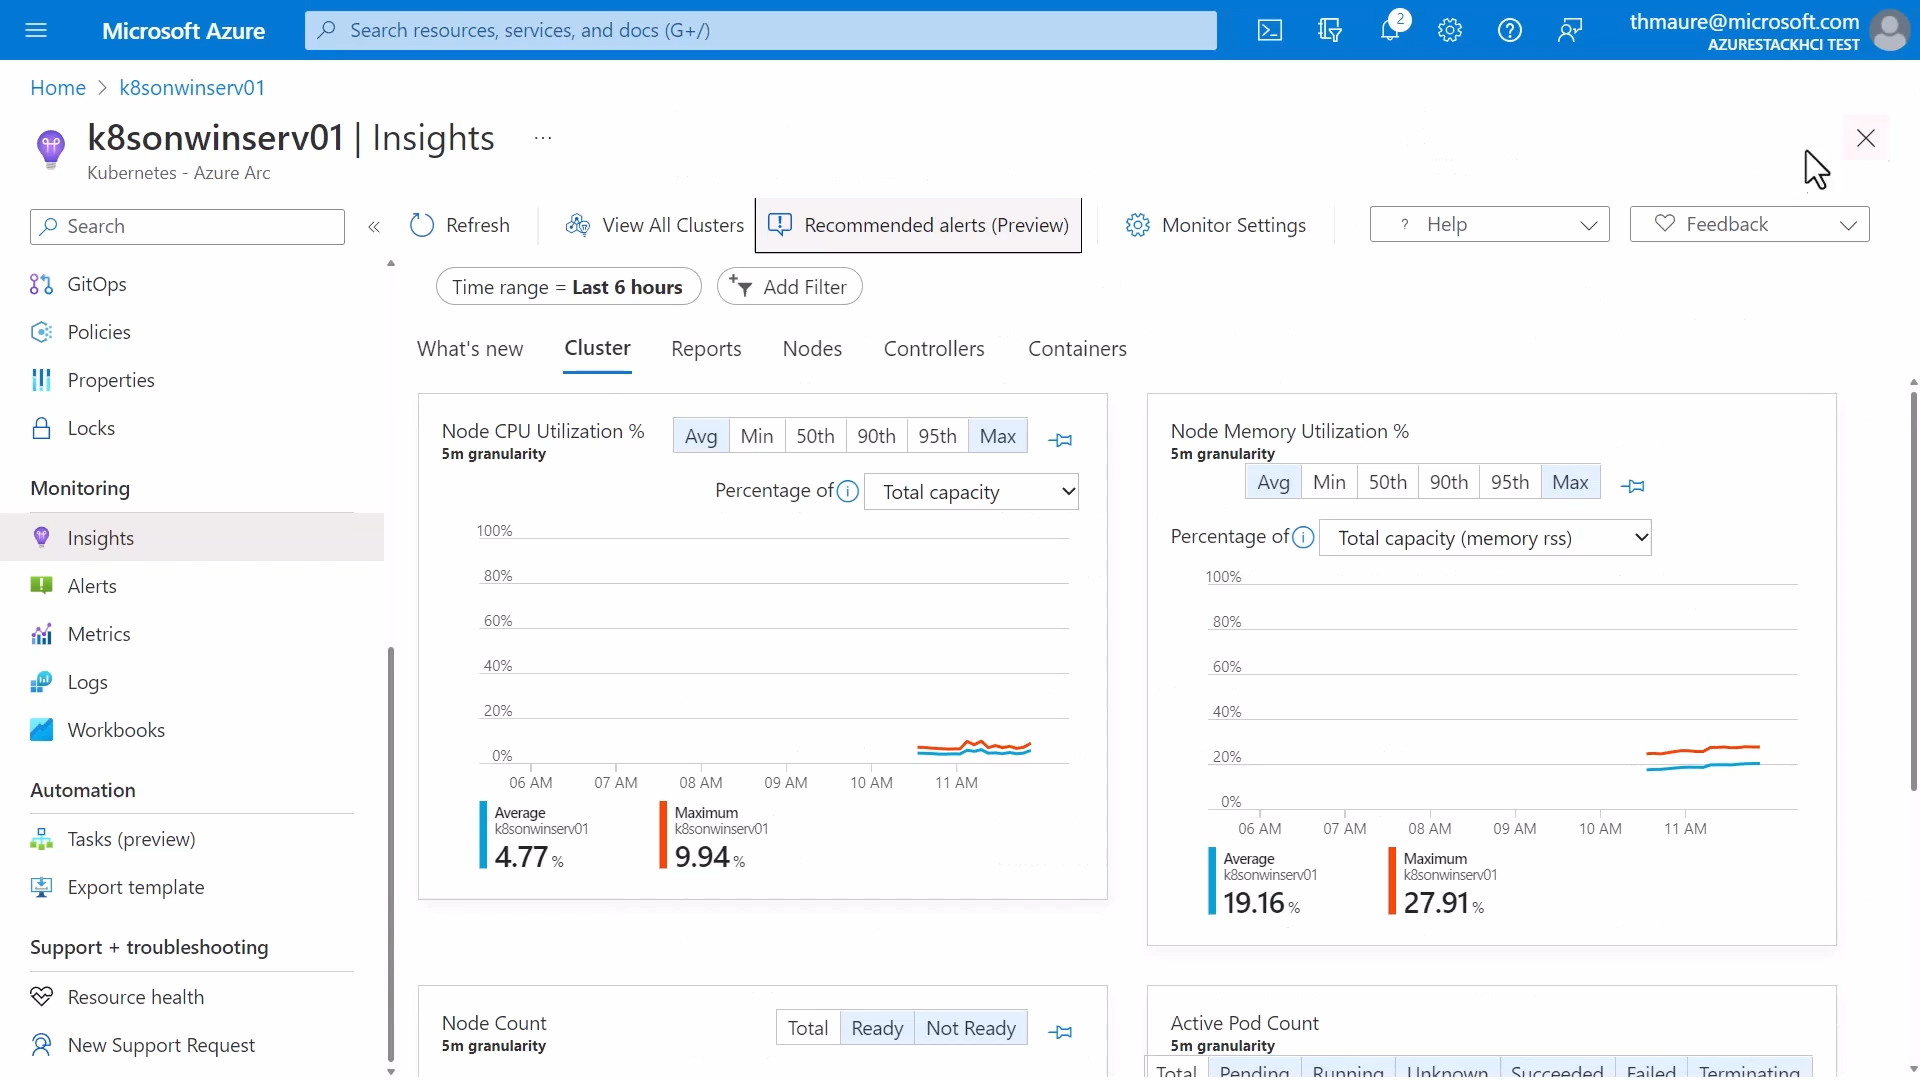 Microsoft Azure
Search resources, services, and docs (G+/)
2
thmaure@microsoft.com
AZURESTACKHCI TEST
Home > k8sonwinserv01
k8sonwinserv01 | Insights ...
Kubernetes - Azure Arc
Search
«
Refresh
View All Clusters
Recommended alerts (Preview)
Monitor Settings
? Help
Feedback
GitOps
Policies
Properties
Locks
Monitoring
Insights
Alerts
Metrics
Logs
Workbooks
Automation
Tasks (preview)
Export template
Support + troubleshooting
Resource health
New Support Request
Time range = Last 6 hours
Add Filter
What's new Cluster Reports Nodes Controllers Containers
Node CPU Utilization %
5m granularity
Avg Min 50th 90th 95th Max
Percentage of Total capacity
100%
80%
60%
40%
20%
0%
06 AM 07 AM 08 AM 09 AM 10 AM 11 AM
Average
k8sonwinserv01
4.77 %
Maximum
k8sonwinserv01
9.94 %
Node Memory Utilization %
5m granularity
Avg Min 50th 90th 95th Max
Percentage of Total capacity (memory rss)
100%
80%
60%
40%
20%
0%
06 AM 07 AM 08 AM 09 AM 10 AM 11 AM
Average
k8sonwinserv01
19.16 %
Maximum
k8sonwinserv01
27.91 %
Node Count
5m granularity
Total Ready Not Ready
Active Pod Count
5m granularity
Total Pending Running Unknown Succeeded Failed Terminating